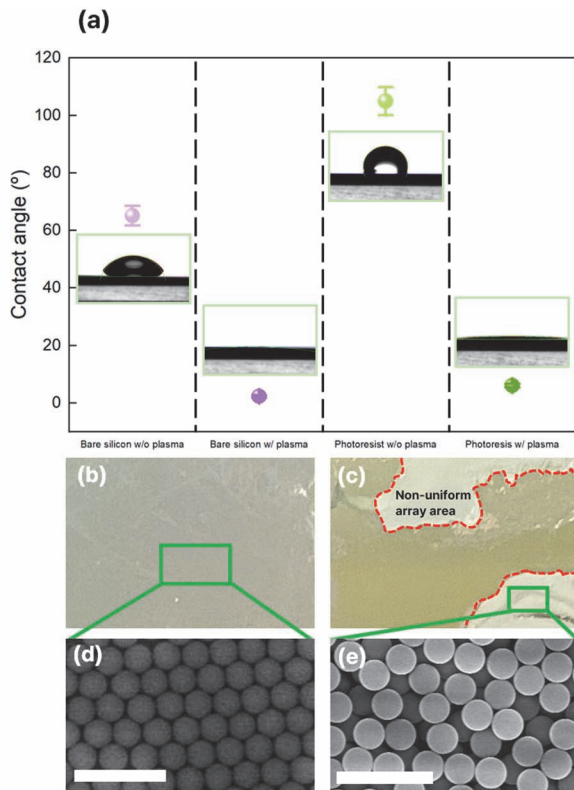 (a)
120
100
80
60
40
20
0
Contact angle (º)
Bare silicon w/o plasma
Bare silicon w/ plasma
Photoresist w/o plasma
Photoresis w/ plasma
(b)
(c)
Non-uniform
array area
(d)
(e)